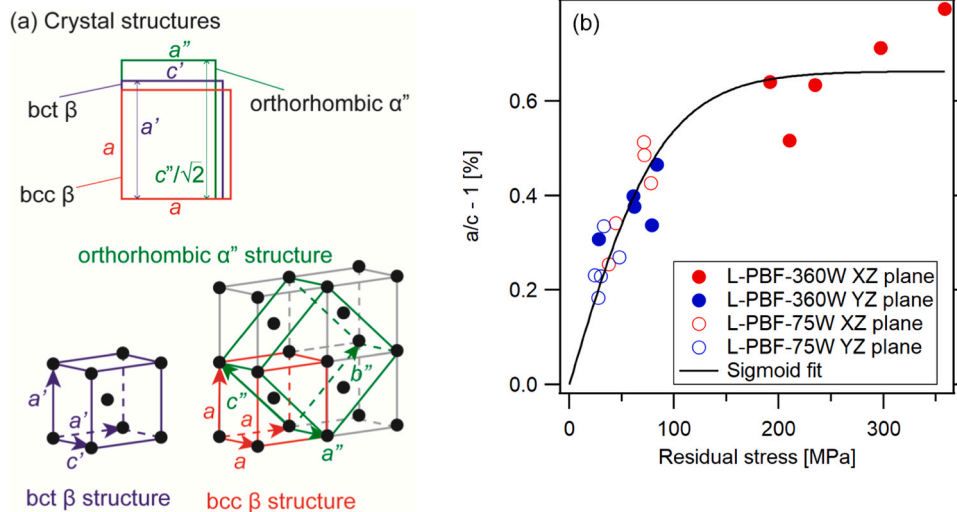 (a) Crystal structures
a”
c’
orthorhombic α”
bct β
a’
a
c”/√2
bcc β
a
orthorhombic α” structure
a’
a’
c’
bct β structure
c”
b”
a
a
a
a”
bcc β structure
(b)
a/c - 1 [%]
0.6
0.4
0.2
0.0
L-PBF-360W XZ plane
L-PBF-360W YZ plane
L-PBF-75W XZ plane
L-PBF-75W YZ plane
Sigmoid fit
0 100 200 300
Residual stress [MPa]